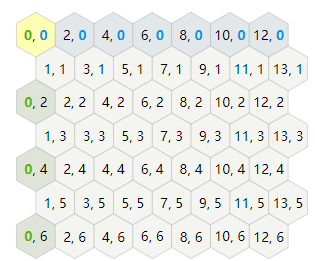 0, 0 2, 0 4, 0 6, 0 8, 0 10, 0 12, 0
1, 1 3, 1 5, 1 7, 1 9, 1 11, 1 13, 1
0, 2 2, 2 4, 2 6, 2 8, 2 10, 2 12, 2
1, 3 3, 3 5, 3 7, 3 9, 3 11, 3 13, 3
0, 4 2, 4 4, 4 6, 4 8, 4 10, 4 12, 4
1, 5 3, 5 5, 5 7, 5 9, 5 11, 5 13, 5
0, 6 2, 6 4, 6 6, 6 8, 6 10, 6 12, 6